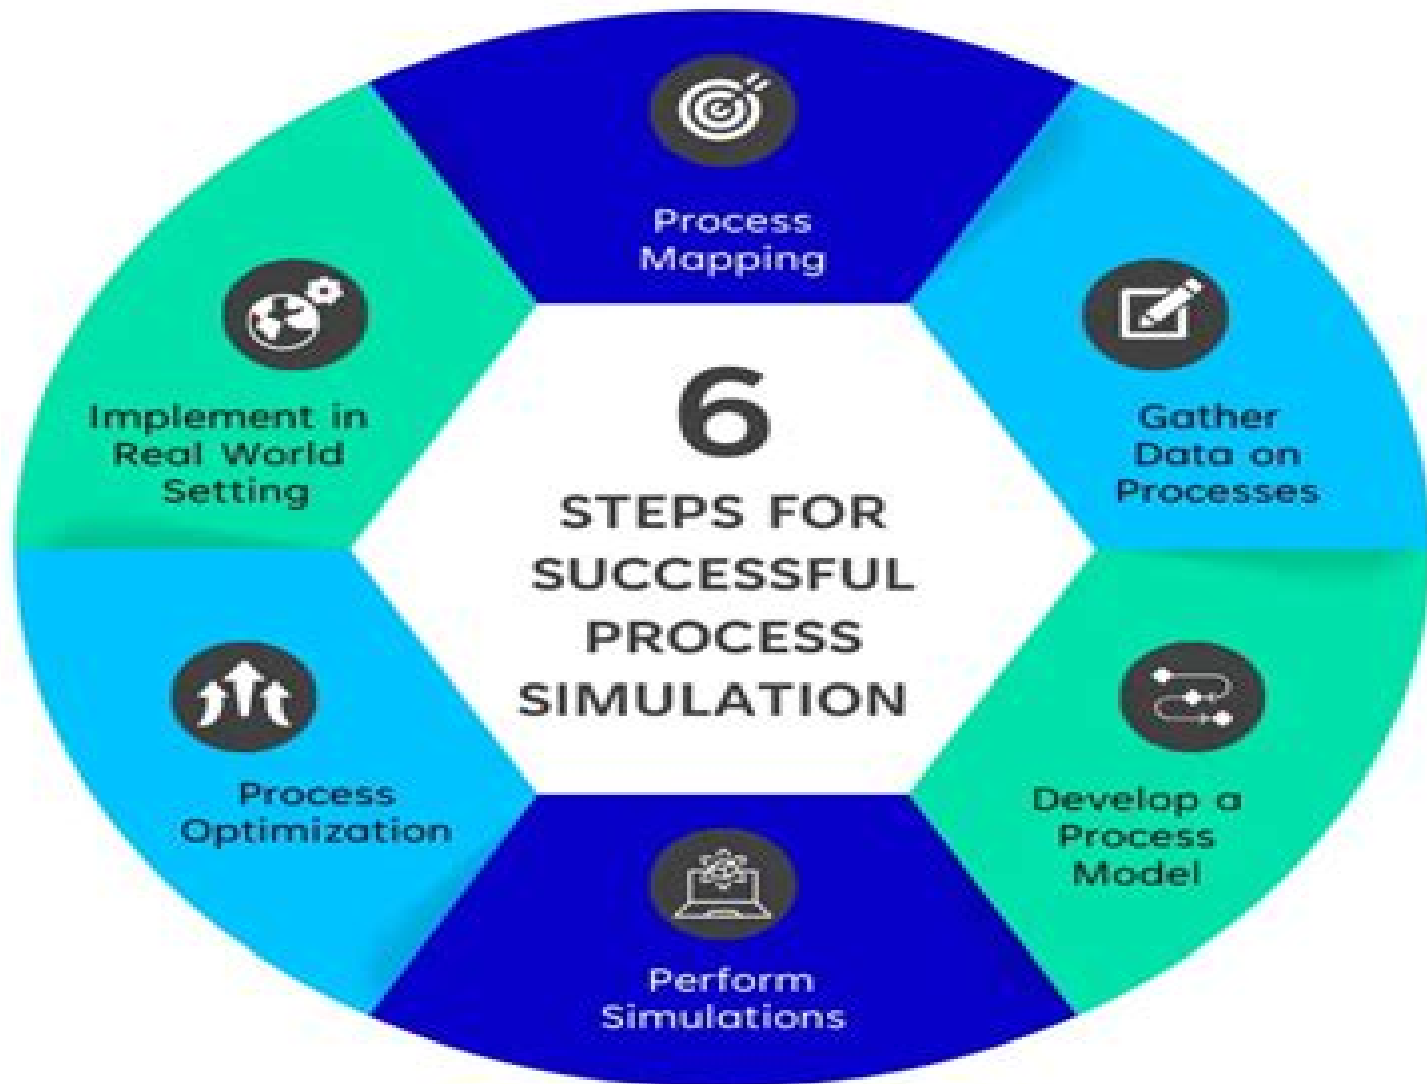 6
STEPS FOR
SUCCESSFUL
PROCESS
SIMULATION
Process
Mapping
Gather
Data on
Processes
Develop a
Process
Model
Perform
Simulations
Process
Optimization
Implement in
Real World
Setting